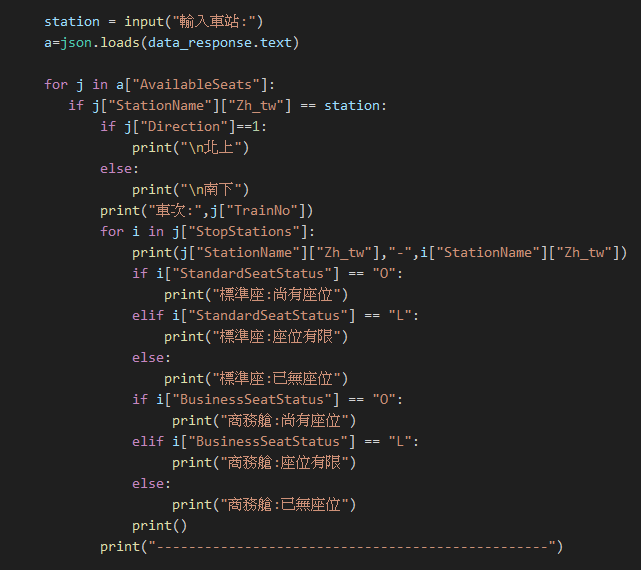 station = input("輸入車站:")
a=json.loads(data_response.text)
for j in a["AvailableSeats"]:
if j["StationName"]["Zh_tw"] == station:
if j["Direction"]==1:
print("\n北上")
else:
print("\n南下")
print("車次:",j["TrainNo"])
for i in j["StopStations"]:
print(j["StationName"]["Zh_tw"],"-",i["StationName"]["Zh_tw"])
if i["StandardSeatStatus"] == "O":
print("標準座:尚有座位")
elif i["StandardSeatStatus"] == "L":
print("標準座:座位有限")
else:
print("標準座:已無座位")
if i["BusinessSeatStatus"] == "O":
print("商務艙:尚有座位")
elif i["BusinessSeatStatus"] == "L":
print("商務艙:座位有限")
else:
print("商務艙:已無座位")
print()
print("-------------------------------------------------")